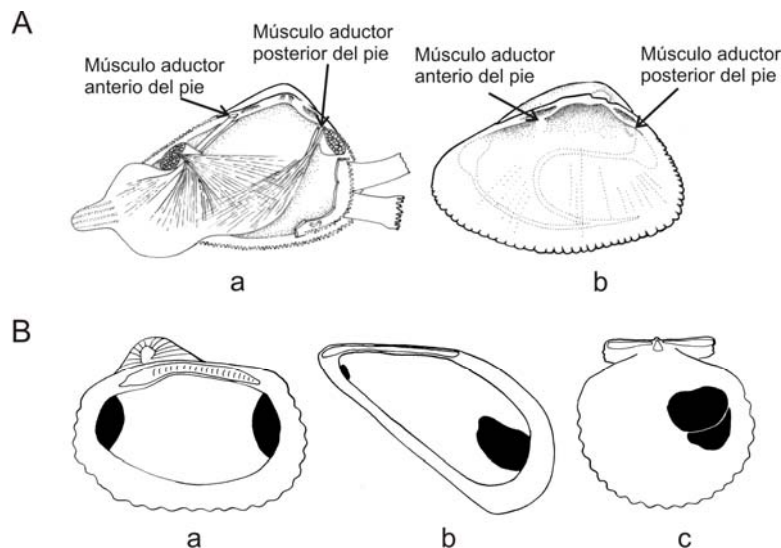 A
Músculo aductor
anterio del pie
Músculo aductor
posterior del pie
Músculo aductor
anterio del pie
Músculo aductor
posterior del pie
a
b
B
a
b
c